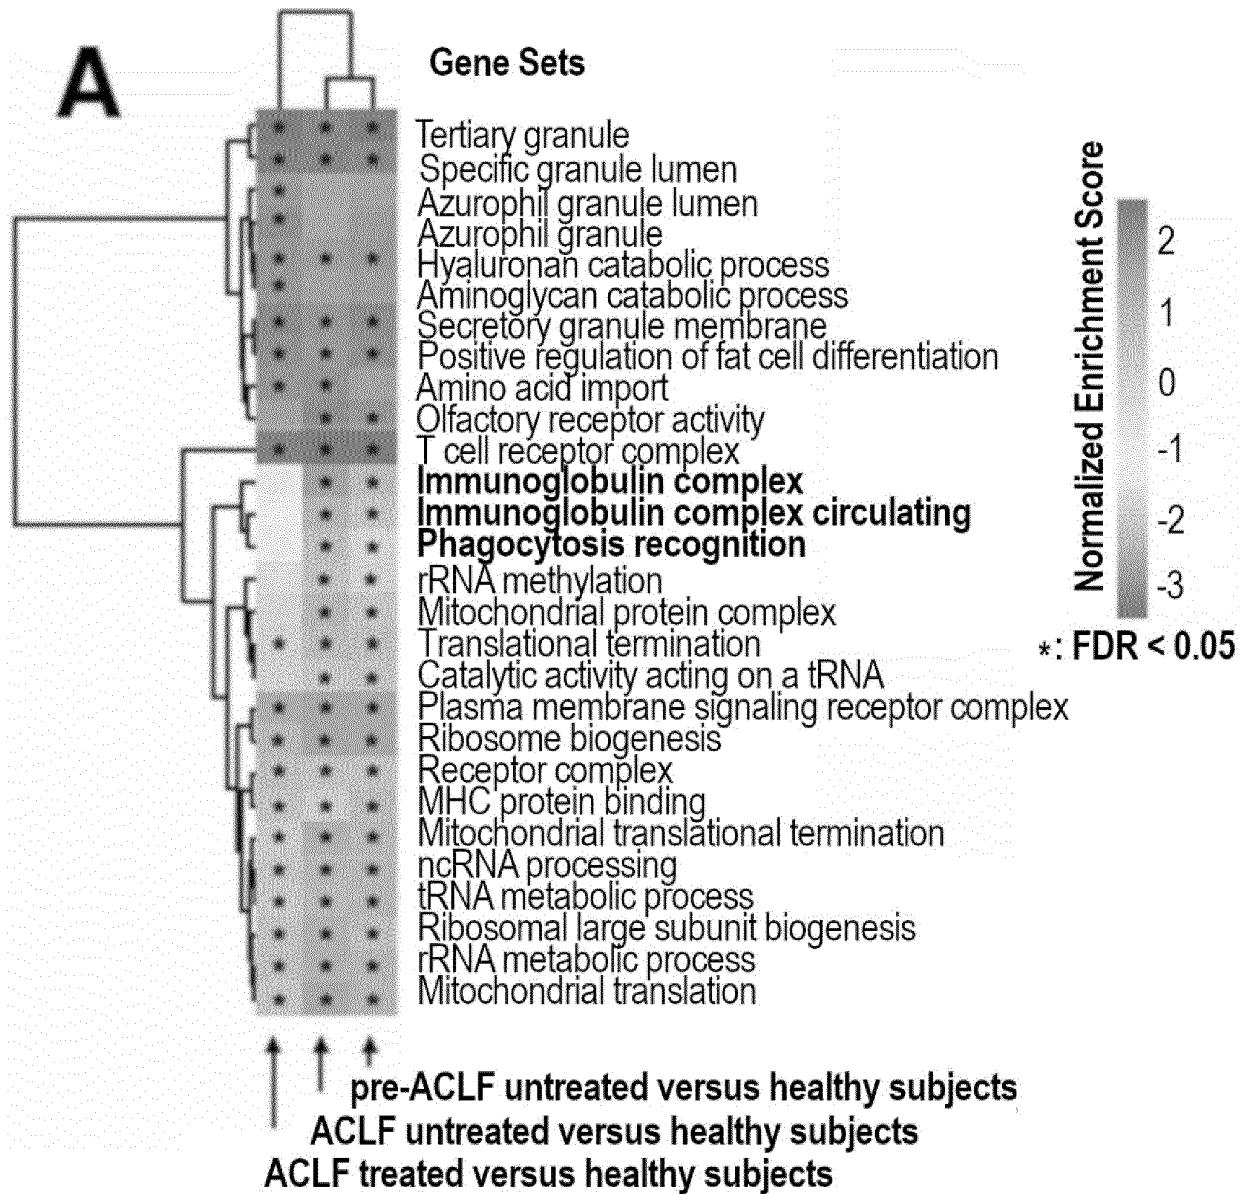 A
Gene Sets
Tertiary granule
Specific granule lumen
Azurophil granule lumen
Azurophil granule
Hyaluronan catabolic process
Aminoglycan catabolic process
Secretory granule membrane
Positive regulation of fat cell differentiation
Amino acid import
Olfactory receptor activity
T cell receptor complex
Immunoglobulin complex
Immunoglobulin complex circulating
Phagocytosis recognition
rRNA methylation
Mitochondrial protein complex
Translational termination
Catalytic activity acting on a tRNA
Plasma membrane signaling receptor complex
Ribosome biogenesis
Receptor complex
MHC protein binding
Mitochondrial translational termination
ncRNA processing
tRNA metabolic process
Ribosomal large subunit biogenesis
rRNA metabolic process
Mitochondrial translation
Normalized Enrichment Score
2
1
0
-1
-2
-3
*: FDR < 0.05
pre-ACLF untreated versus healthy subjects
ACLF untreated versus healthy subjects
ACLF treated versus healthy subjects